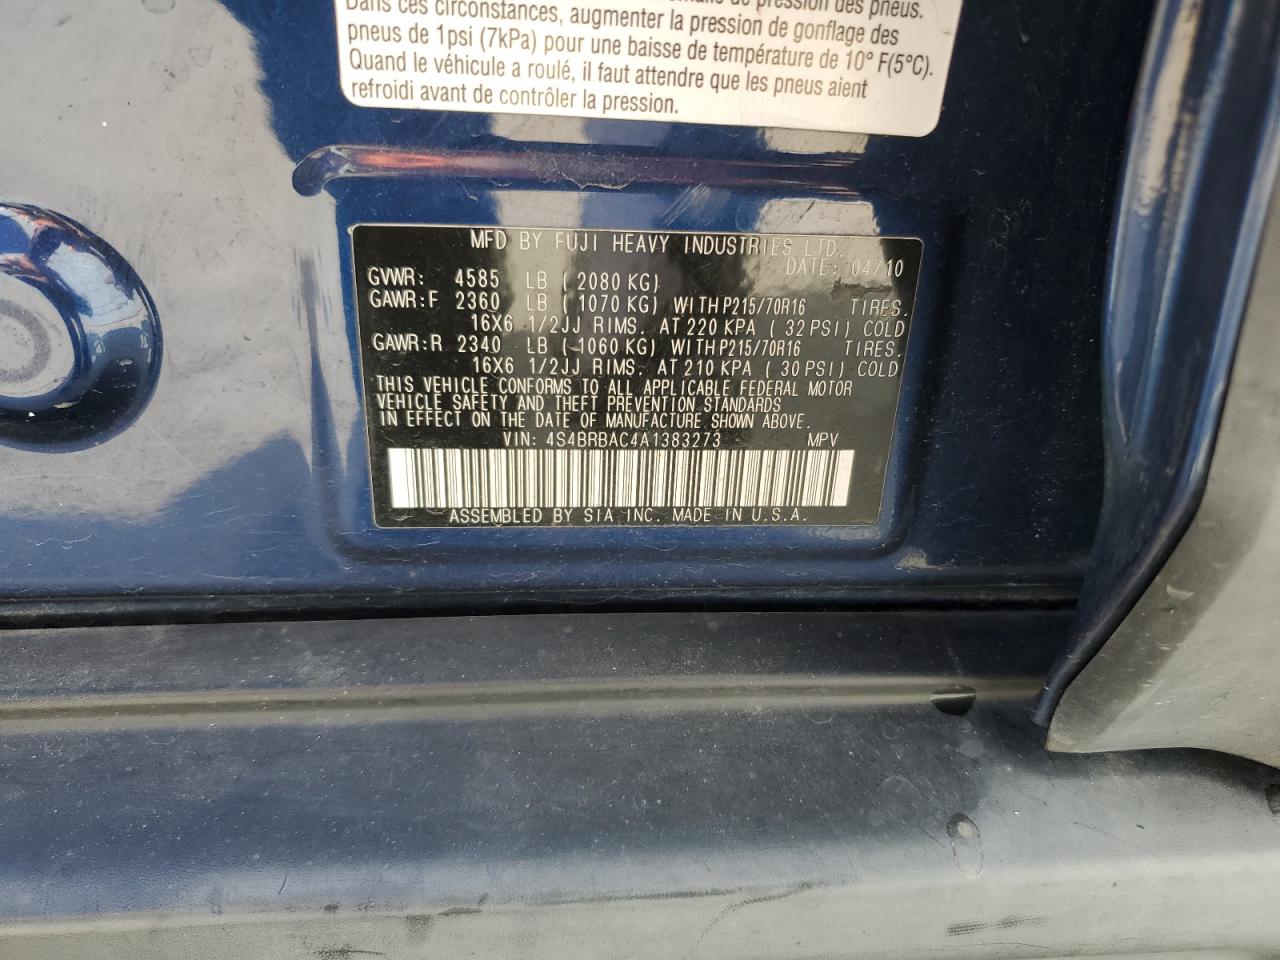 pression des pneus.
Dans ces circonstances, augmenter la pression de gonflage des
pneus de 1psi (7kPa) pour une baisse de température de 10° F(5°C).
Quand le véhicule a roulé, il faut attendre que les pneus aient
refroidi avant de contrôler la pression.
MFD BY FUJI HEAVY INDUSTRIES LTD.
DATE: 04/10
GVWR: 4585 LB ( 2080 KG)
GAWR:F 2360 LB ( 1070 KG) WITH P215/70R16 TIRES.
16X6 1/2JJ RIMS. AT 220 KPA ( 32 PSI) COLD
GAWR:R 2340 LB ( 1060 KG) WITH P215/70R16 TIRES.
16X6 1/2JJ RIMS. AT 210 KPA ( 30 PSI) COLD
THIS VEHICLE CONFORMS TO ALL APPLICABLE FEDERAL MOTOR
VEHICLE SAFETY AND THEFT PREVENTION STANDARDS
IN EFFECT ON THE DATE OF MANUFACTURE SHOWN ABOVE.
VIN: 4S4BRBAC4A1383273 MPV
ASSEMBLED BY SIA INC. MADE IN U.S.A.